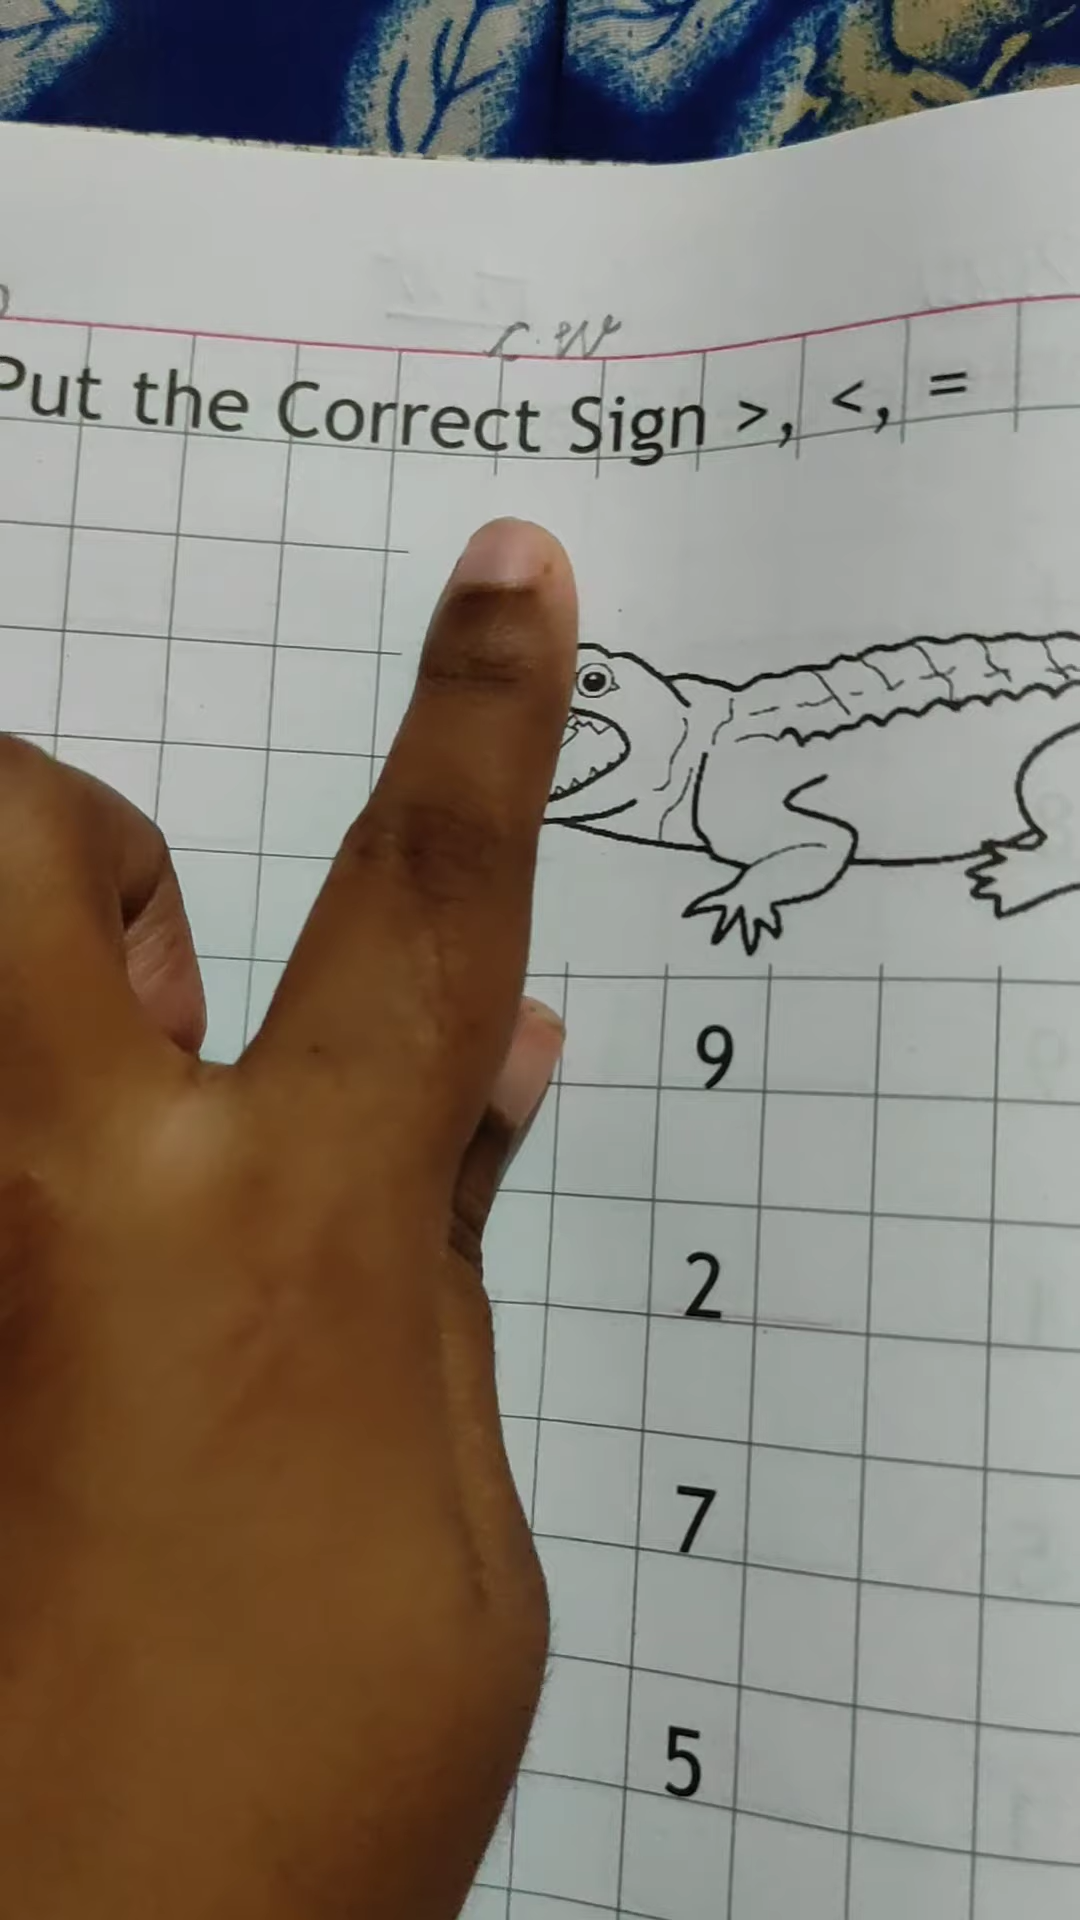 C.W
Put the Correct Sign >, <, =
9
2
7
5